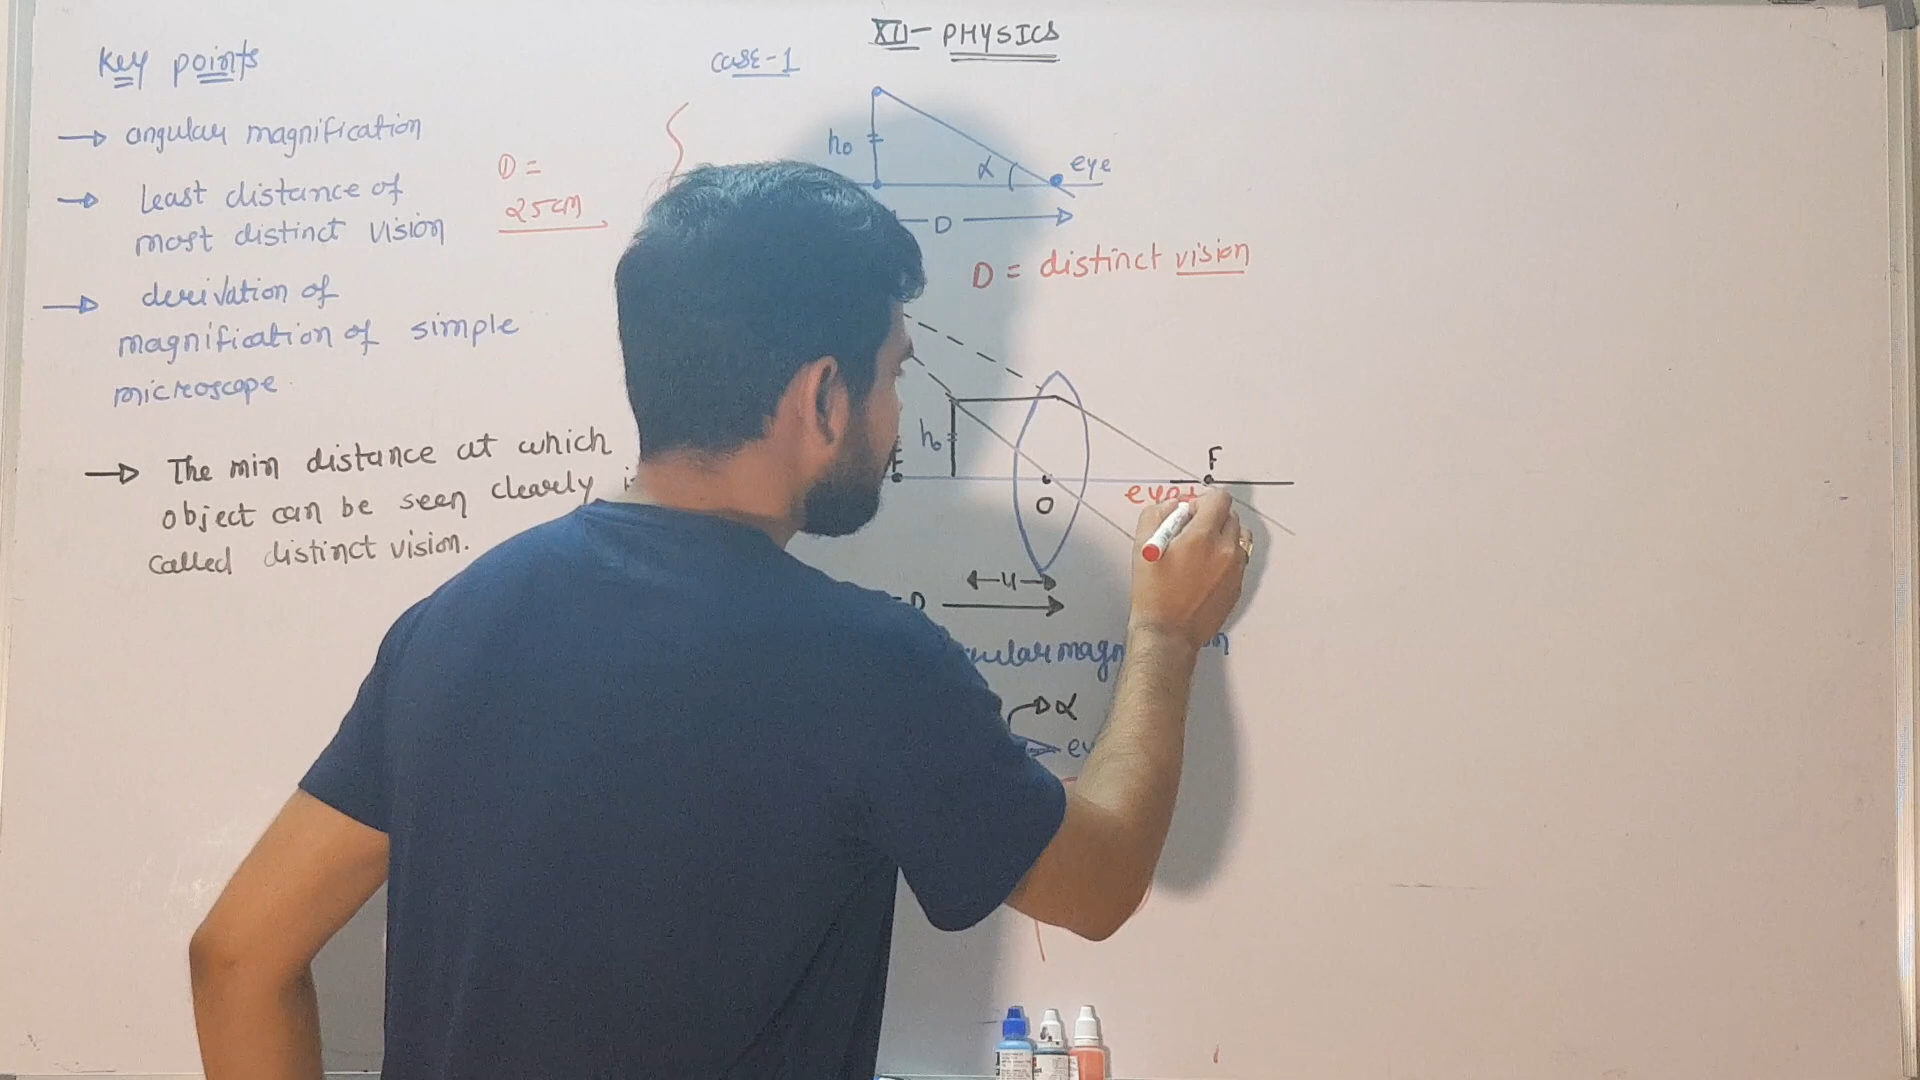 XII - PHYSICS
Key points
→ angular magnification
→ Least distance of
most distinct vision
D =
25cm
→ derivation of
magnification of simple
microscope
→ The min distance at which
object can be seen clearly
called distinct vision.
CASE-1
ho
α
eye
D
D = distinct vision
ho
F
F
O
u
D
α